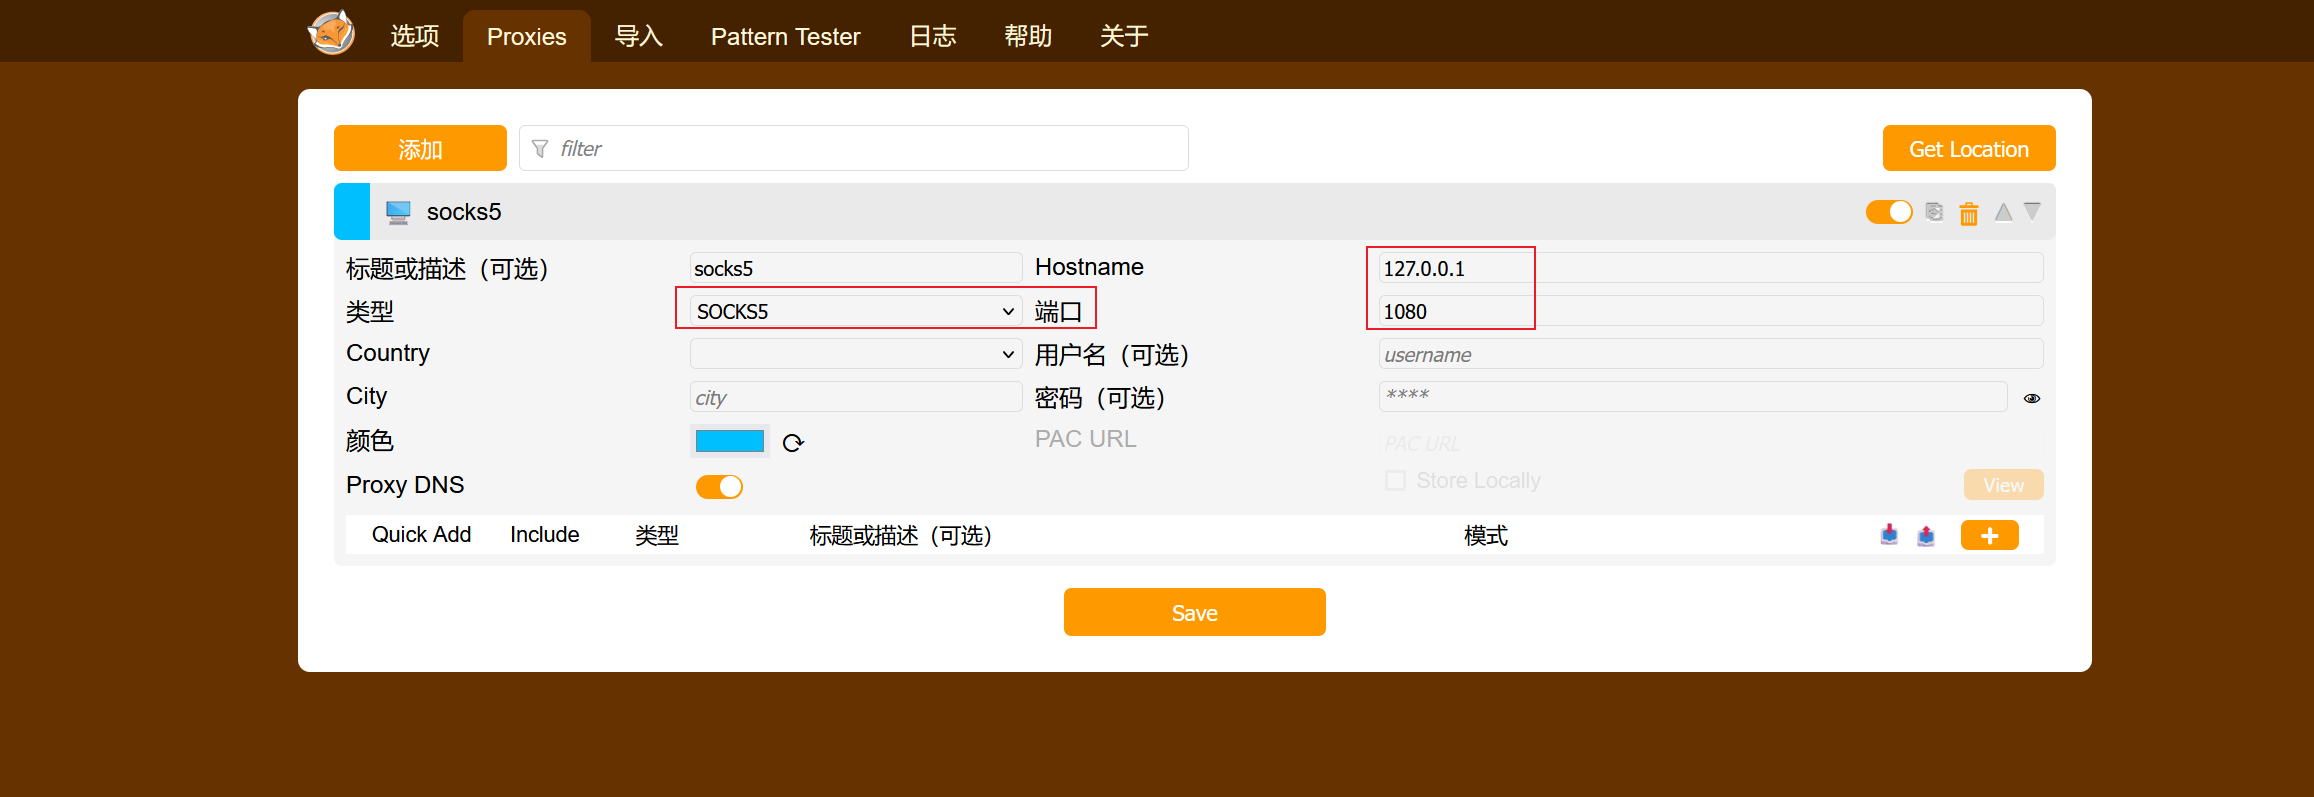 选项 Proxies 导入 Pattern Tester 日志 帮助 关于
添加 filter Get Location
socks5
标题或描述（可选） socks5 Hostname 127.0.0.1
类型 SOCKS5 端口 1080
Country 用户名（可选） username
City city 密码（可选） ****
颜色 PAC URL PAC URL
Proxy DNS Store Locally View
Quick Add Include 类型 标题或描述（可选） 模式
Save